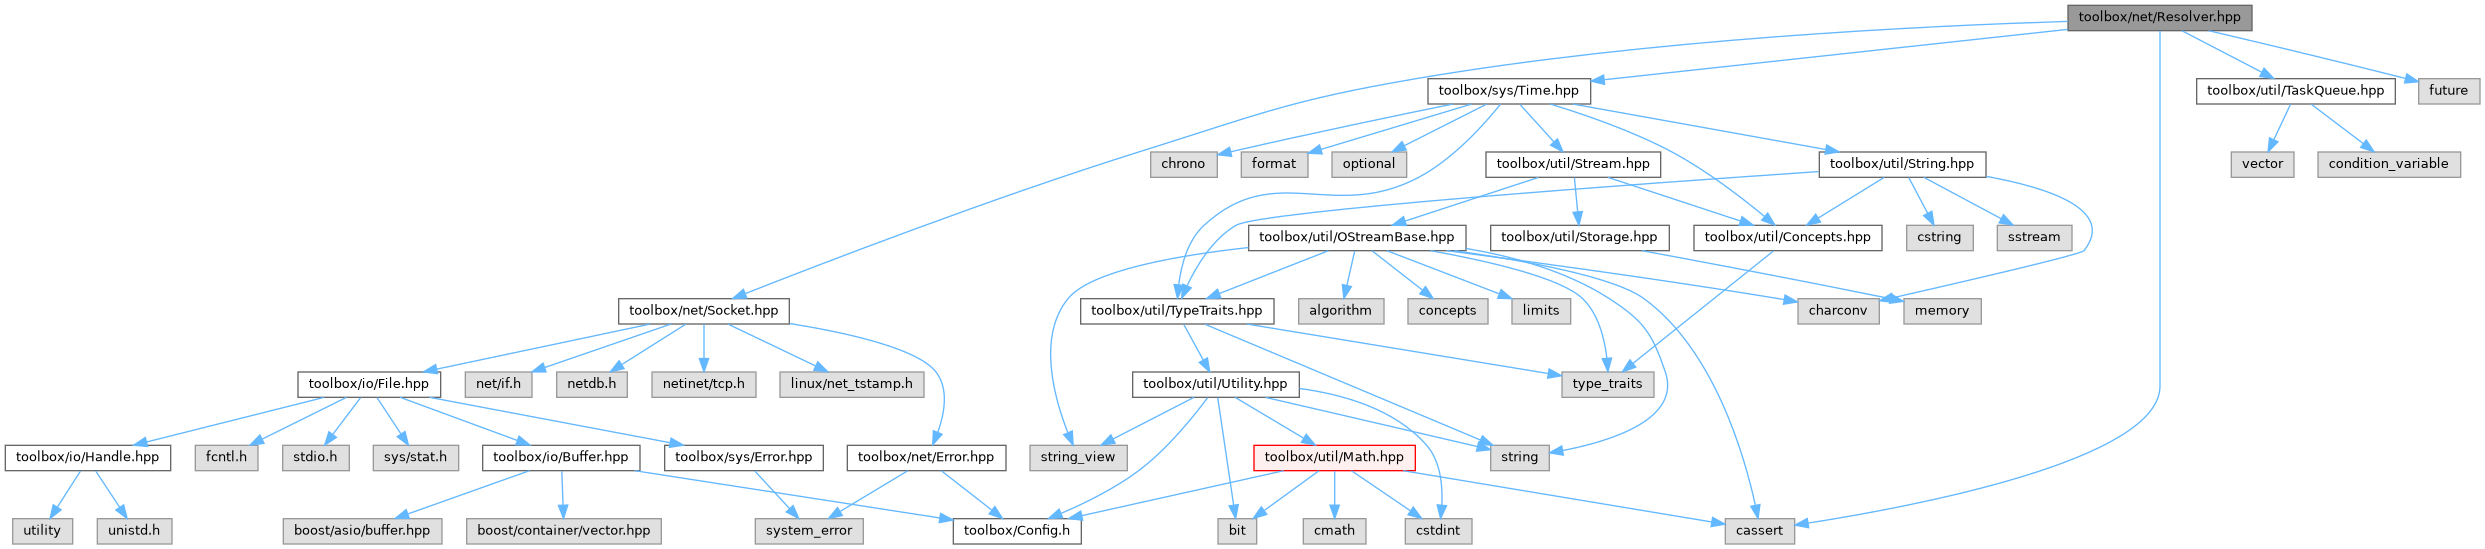 toolbox/net/Resolver.hpp
toolbox/sys/Time.hpp
toolbox/util/TaskQueue.hpp
future
chrono
format
optional
toolbox/util/Stream.hpp
toolbox/util/String.hpp
vector
condition_variable
toolbox/util/OStreamBase.hpp
toolbox/util/Storage.hpp
toolbox/util/Concepts.hpp
cstring
sstream
toolbox/net/Socket.hpp
toolbox/util/TypeTraits.hpp
algorithm
concepts
limits
charconv
memory
toolbox/io/File.hpp
net/if.h
netdb.h
netinet/tcp.h
linux/net_tstamp.h
toolbox/util/Utility.hpp
type_traits
toolbox/io/Handle.hpp
fcntl.h
stdio.h
sys/stat.h
toolbox/io/Buffer.hpp
toolbox/sys/Error.hpp
toolbox/net/Error.hpp
string_view
toolbox/util/Math.hpp
string
utility
unistd.h
boost/asio/buffer.hpp
boost/container/vector.hpp
system_error
toolbox/Config.h
bit
cmath
cstdint
cassert